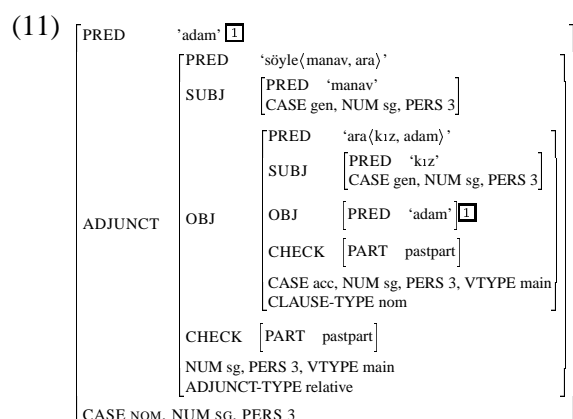 (11)
PRED 'adam' 1
PRED 'söyle⟨manav, ara⟩'
SUBJ PRED 'manav'
CASE gen, NUM sg, PERS 3
PRED 'ara⟨kız, adam⟩'
SUBJ PRED 'kız'
CASE gen, NUM sg, PERS 3
ADJUNCT OBJ OBJ PRED 'adam' 1
CHECK PART pastpart
CASE acc, NUM sg, PERS 3, VTYPE main
CLAUSE-TYPE nom
CHECK PART pastpart
NUM sg, PERS 3, VTYPE main
ADJUNCT-TYPE relative
CASE NOM, NUM SG, PERS 3